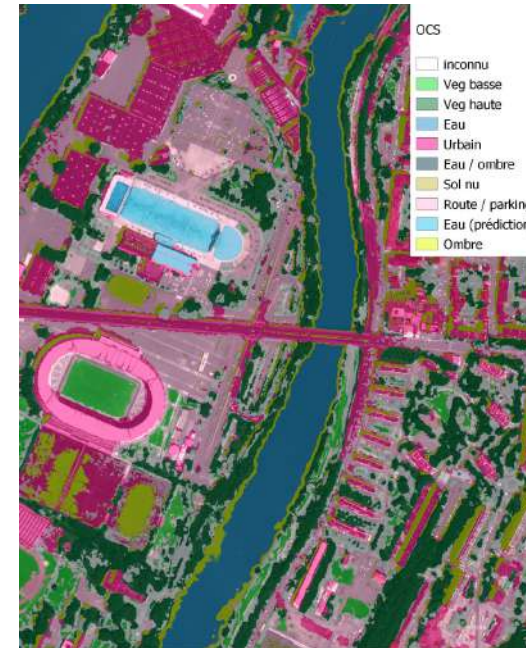 OCS
inconnu
Veg basse
Veg haute
Eau
Urbain
Eau / ombre
Sol nu
Route / parking
Eau (prédiction
Ombre